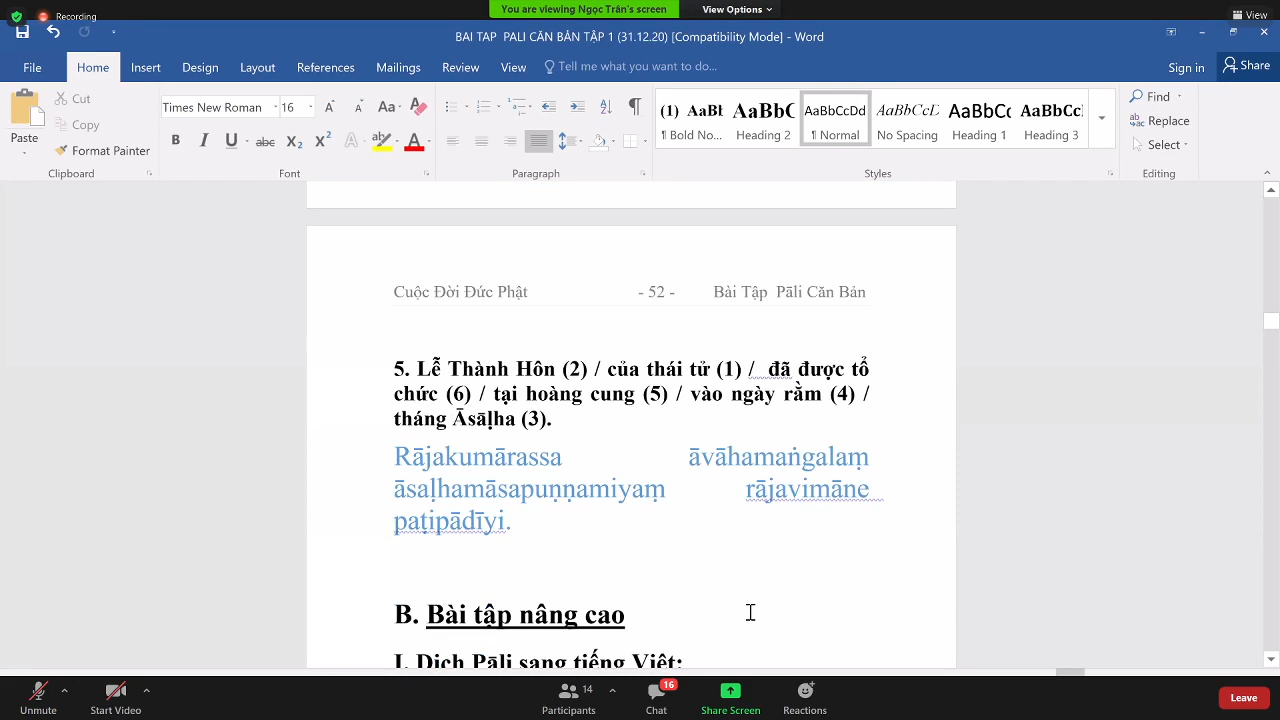 Recording
You are viewing Ngọc Trân's screen
View Options
View
BAI TAP PALI CĂN BẢN TẬP 1 (31.12.20) [Compatibility Mode] - Word
File Home Insert Design Layout References Mailings Review View Tell me what you want to do... Sign in Share
Paste
Cut
Copy
Format Painter
Clipboard
Times New Roman 16
Font
Paragraph
(1) AaBb
¶ Bold No...
AaBbC
Heading 2
AaBbCcDd
¶ Normal
AaBbCcD
No Spacing
AaBbCc
Heading 1
AaBbCc
Heading 3
Styles
Find
Replace
Select
Editing
Cuộc Đời Đức Phật - 52 - Bài Tập Pāli Căn Bản
5. Lễ Thành Hôn (2) / của thái tử (1) / đã được tổ
chức (6) / tại hoàng cung (5) / vào ngày rằm (4) /
tháng Āsāḷha (3).
Rājakumārassa āvāhamaṅgalaṃ
āsaḷhamāsapuṇṇamiyaṃ rājavimāne
paṭipādīyi.
B. Bài tập nâng cao
I. Dịch Pāli sang tiếng Việt:
Unmute
Start Video
14
Participants
16
Chat
Share Screen
Reactions
Leave